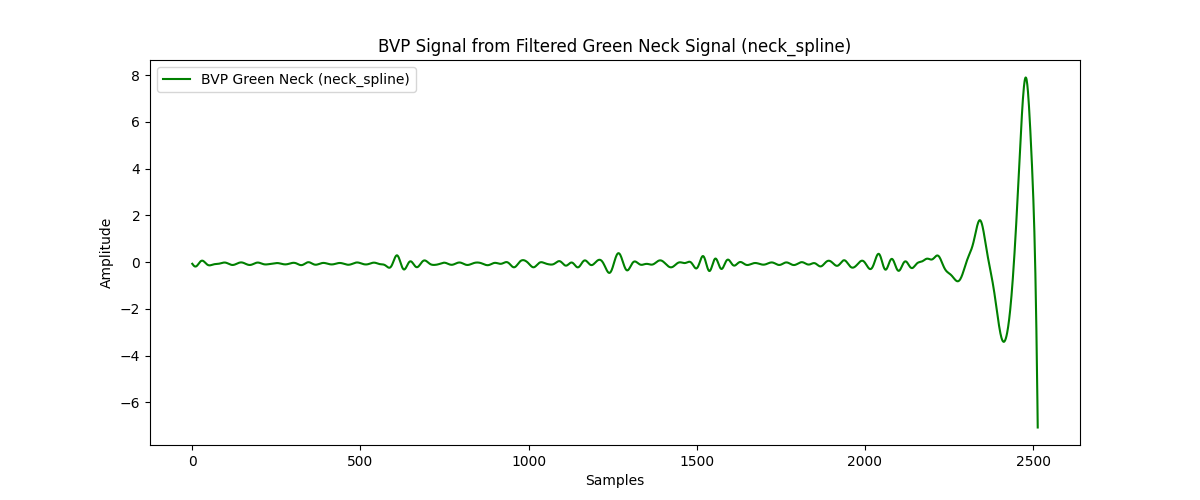 BVP Signal from Filtered Green Neck Signal (neck_spline)
BVP Green Neck (neck_spline)
Amplitude
8
6
4
2
0
−2
−4
−6
0 500 1000 1500 2000 2500
Samples